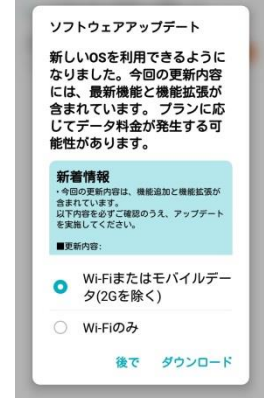 ソフトウェアアップデート
新しいOSを利用できるように
なりました。今回の更新内容
には、最新機能と機能拡張が
含まれています。 プランに応
じてデータ料金が発生する可
能性があります。
新着情報
・今回の更新内容は、機能追加と機能拡張が
含まれています。
以下内容を必ずご確認のうえ、アップデート
を実施してください。
■更新内容:
Wi-Fiまたはモバイルデー
タ(2Gを除く)
Wi-Fiのみ
後で ダウンロード